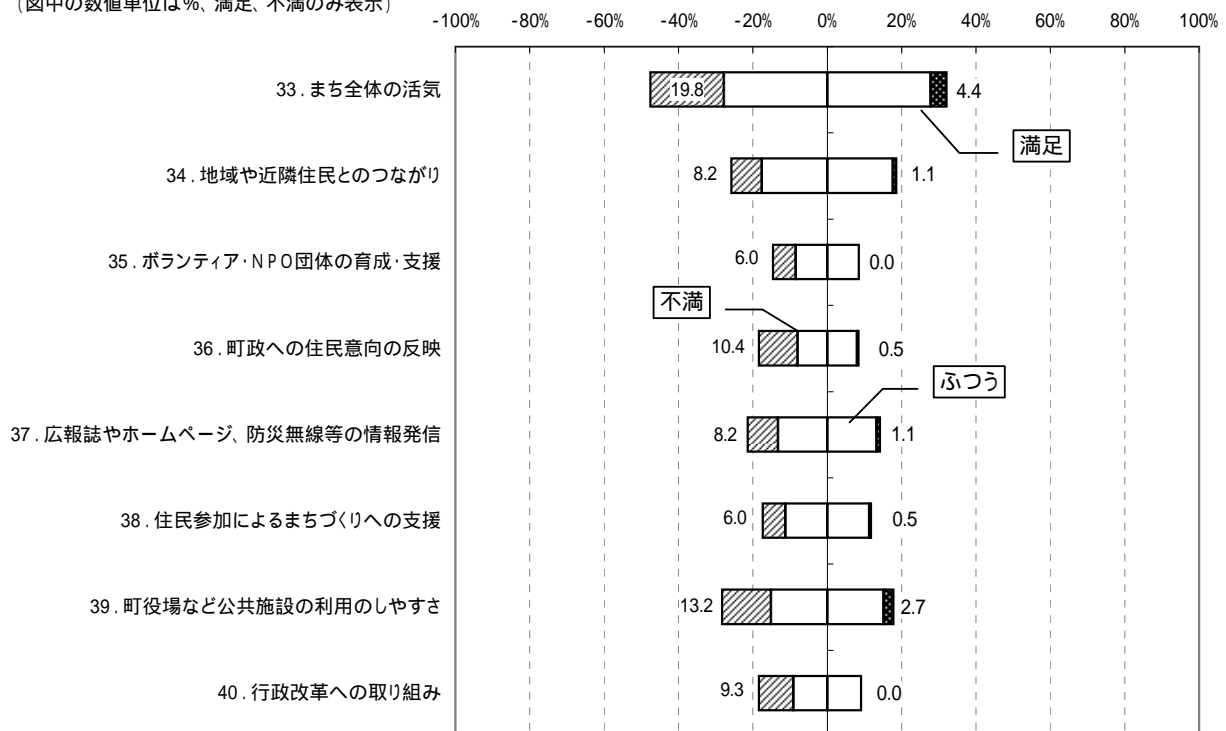 (図中の数値単位は%、満足、不満のみ表示)
-100% -80% -60% -40% -20% 0% 20% 40% 60% 80% 100%
33.まち全体の活気 19.8 4.4
満足
34.地域や近隣住民とのつながり 8.2 1.1
35.ボランティア・NPO団体の育成・支援 6.0 0.0
不満
36.町政への住民意向の反映 10.4 0.5
ふつう
37.広報誌やホームページ、防災無線等の情報発信 8.2 1.1
38.住民参加によるまちづくりへの支援 6.0 0.5
39.町役場など公共施設の利用のしやすさ 13.2 2.7
40.行政改革への取り組み 9.3 0.0